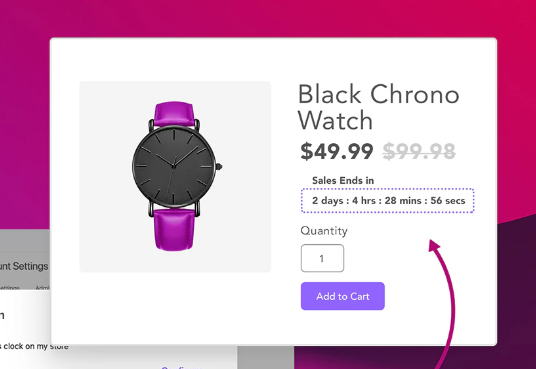 Black Chrono
Watch
$49.99 $99.98
Sales Ends in
2 days : 4 hrs : 28 mins : 56 secs
Quantity
1
Add to Cart
unt Settings
ettings
clock on my store